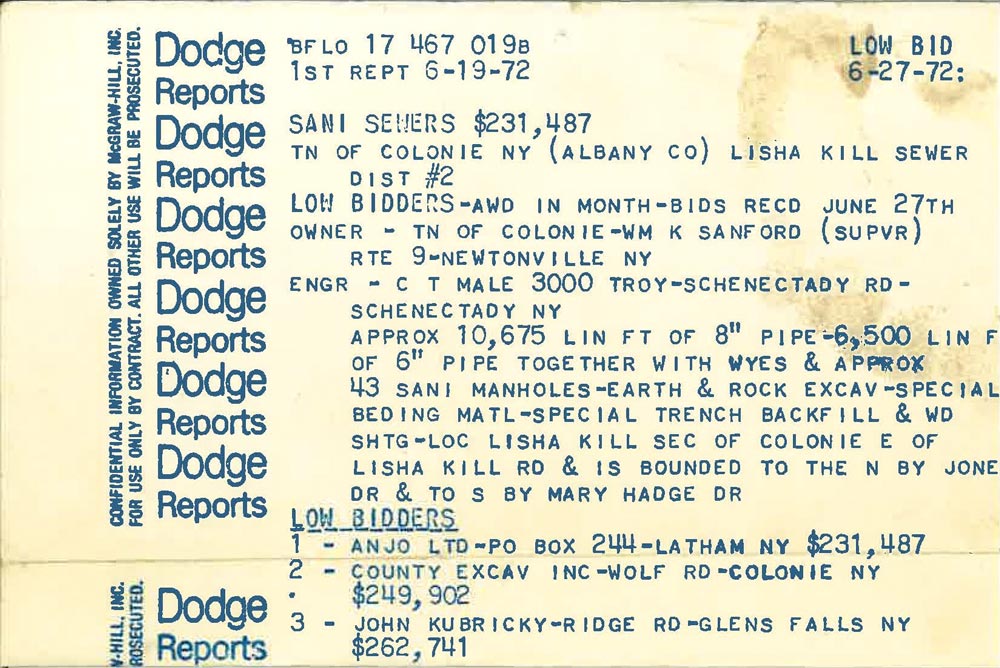 CONFIDENTIAL INFORMATION OWNED SOLELY BY McGRAW-HILL, INC.
FOR USE ONLY BY CONTRACT. ALL OTHER USE WILL BE PROSECUTED.
Dodge
Reports
Dodge
Reports
Dodge
Reports
Dodge
Reports
Dodge
Reports
Dodge
Reports
BFLO 17 467 019B
LOW BID
1ST REPT 6-19-72
6-27-72:
SANI SEWERS $231,487
TN OF COLONIE NY (ALBANY CO) LISHA KILL SEWER
DIST #2
LOW BIDDERS-AWD IN MONTH-BIDS RECD JUNE 27TH
OWNER - TN OF COLONIE-WM K SANFORD (SUPVR)
RTE 9-NEWTONVILLE NY
ENGR - C T MALE 3000 TROY-SCHENECTADY RD-
SCHENECTADY NY
APPROX 10,675 LIN FT OF 8" PIPE-6,500 LIN F
OF 6" PIPE TOGETHER WITH WYES & APPROX
43 SANI MANHOLES-EARTH & ROCK EXCAV-SPECIAL
BEDING MATL-SPECIAL TRENCH BACKFILL & WD
SHTG-LOC LISHA KILL SEC OF COLONIE E OF
LISHA KILL RD & IS BOUNDED TO THE N BY JONE
DR & TO S BY MARY HADGE DR
LOW BIDDERS
1 - ANJO LTD-PO BOX 244-LATHAM NY $231,487
2 - COUNTY EXCAV INC-WOLF RD-COLONIE NY
$249,902
3 - JOHN KUBRICKY-RIDGE RD-GLENS FALLS NY
$262,741
W-HILL, INC.
ROSECUTED.
Dodge
Reports